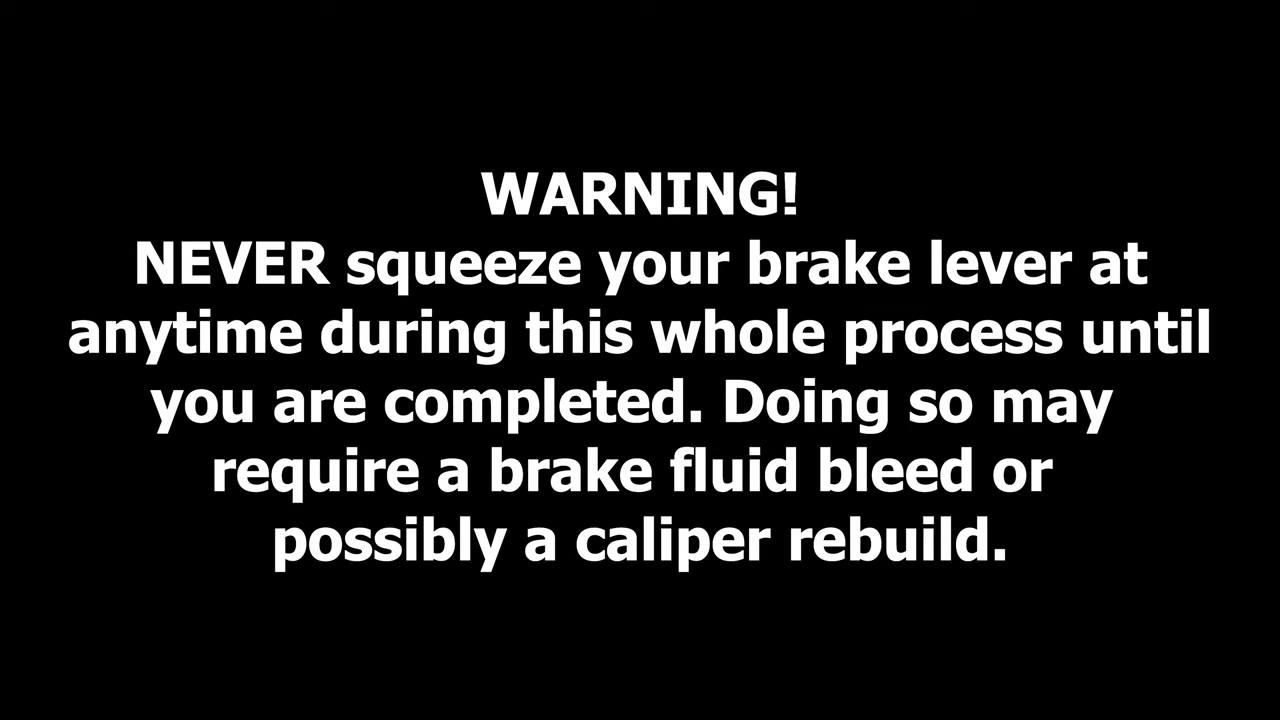 WARNING!
NEVER squeeze your brake lever at
anytime during this whole process until
you are completed. Doing so may
require a brake fluid bleed or
possibly a caliper rebuild.